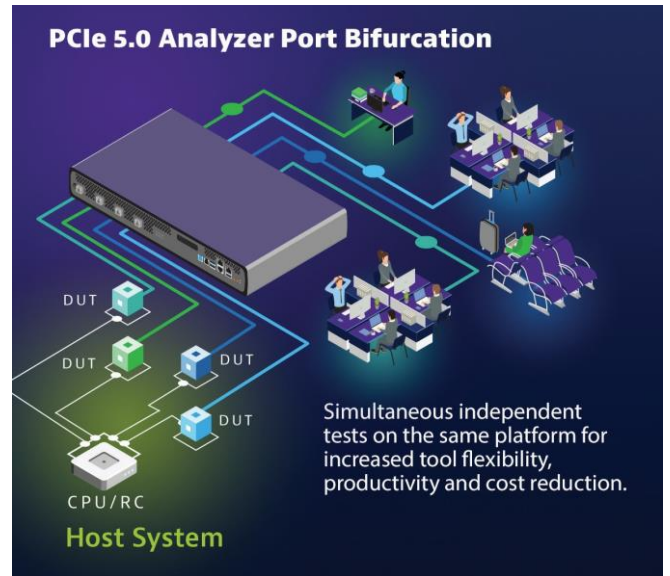 PCIe 5.0 Analyzer Port Bifurcation
DUT
DUT
DUT
DUT
CPU/RC
Host System
Simultaneous independent
tests on the same platform for
increased tool flexibility,
productivity and cost reduction.